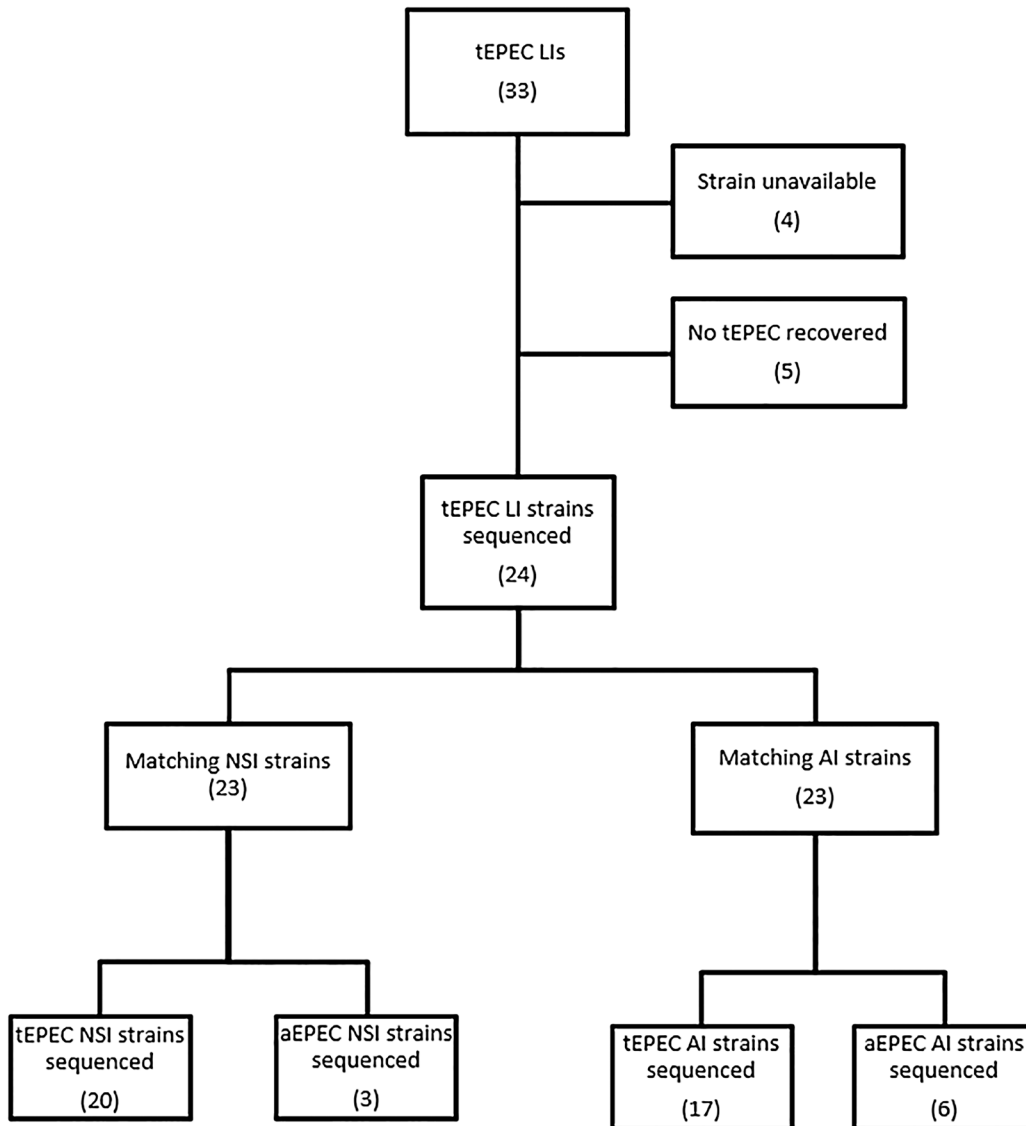 tEPEC LIs
(33)
Strain unavailable
(4)
No tEPEC recovered
(5)
tEPEC LI strains
sequenced
(24)
Matching NSI strains
(23)
Matching AI strains
(23)
tEPEC NSI strains
sequenced
(20)
aEPEC NSI strains
sequenced
(3)
tEPEC AI strains
sequenced
(17)
aEPEC AI strains
sequenced
(6)